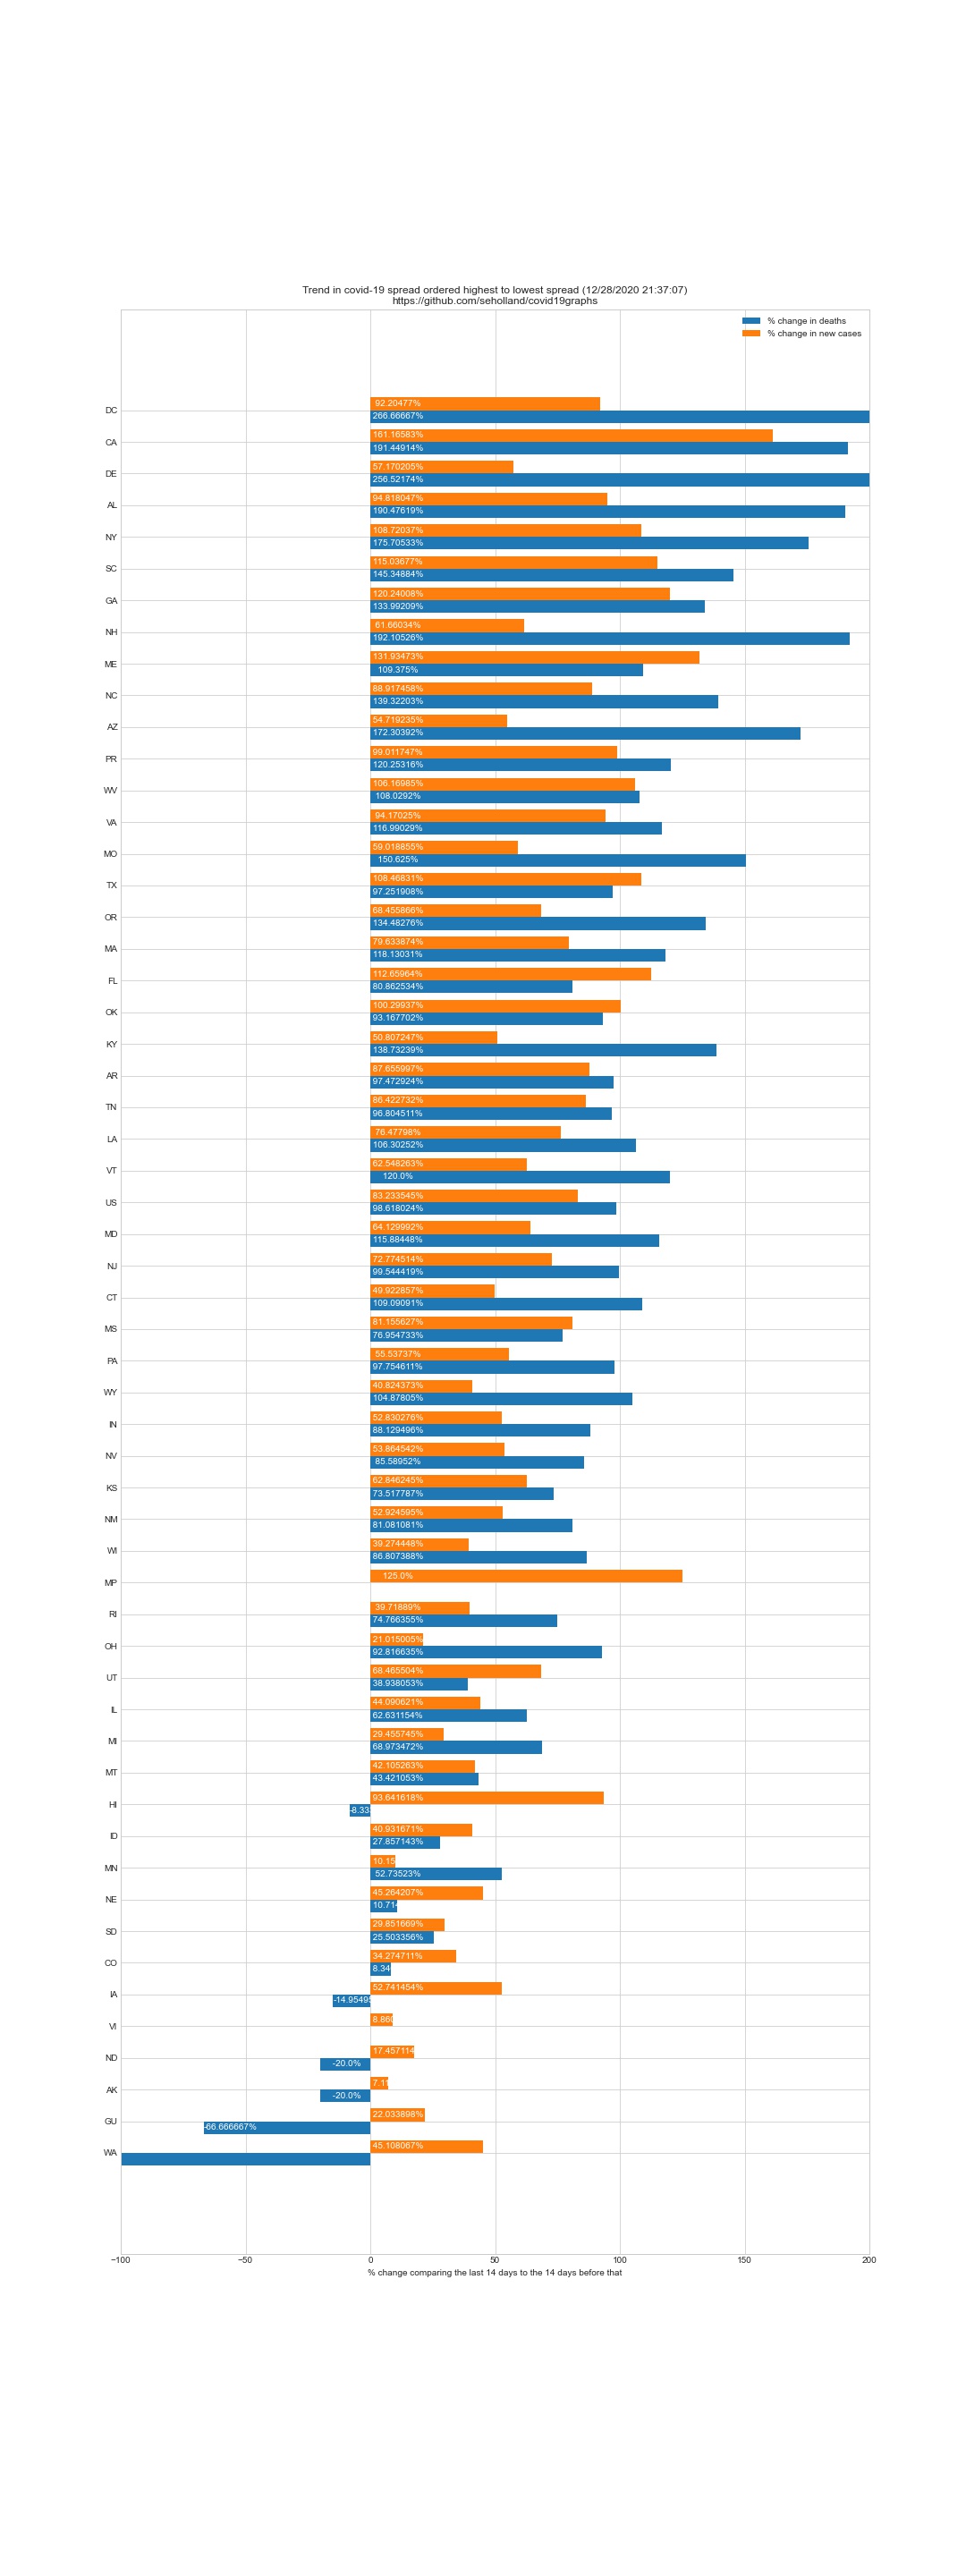 Trend in covid-19 spread ordered highest to lowest spread (12/28/2020 21:37:07)
https://github.com/seholland/covid19graphs
% change in deaths
% change in new cases
92.20477%
DC
266.66667%
161.16583%
CA
191.44914%
57.170205%
DE
256.52174%
94.818047%
AL
190.47619%
108.72037%
NY
175.70533%
115.03677%
SC
145.34884%
120.24008%
GA
133.99209%
61.66034%
NH
192.10526%
131.93473%
ME
109.375%
88.917458%
NC
139.32203%
54.719235%
AZ
172.30392%
99.011747%
PR
120.25316%
106.16985%
WV
108.0292%
94.17025%
VA
116.99029%
59.018855%
MO
150.625%
108.46831%
TX
97.251908%
68.455866%
OR
134.48276%
79.633874%
MA
118.13031%
112.65964%
FL
80.862534%
100.29937%
OK
93.167702%
50.807247%
KY
138.73239%
87.655997%
AR
97.472924%
86.422732%
TN
96.804511%
76.47798%
LA
106.30252%
62.548263%
VT
120.0%
83.233545%
US
98.618024%
64.129992%
MD
115.88448%
72.774514%
NJ
99.544419%
49.922857%
CT
109.09091%
81.155627%
MS
76.954733%
55.53737%
PA
97.754611%
40.824373%
WY
104.87805%
52.830276%
IN
88.129496%
53.864542%
NV
85.58952%
62.846245%
KS
73.517787%
52.924595%
NM
81.081081%
39.274448%
WI
86.807388%
125.0%
MP
39.71889%
RI
74.766355%
21.015005%
OH
92.816635%
68.465504%
UT
38.938053%
44.090621%
IL
62.631154%
29.455745%
MI
68.973472%
42.105263%
MT
43.421053%
93.641618%
HI
-8.33
40.931671%
ID
27.857143%
10.15
MN
52.73523%
45.264207%
NE
10.714
29.851669%
SD
25.503356%
34.274711%
CO
8.34
52.741454%
IA
-14.9549
8.860
VI
17.457114
ND
-20.0%
7.11
AK
-20.0%
22.033898%
GU
-66.666667%
45.108067%
WA
−100 −50 0 50 100 150 200
% change comparing the last 14 days to the 14 days before that